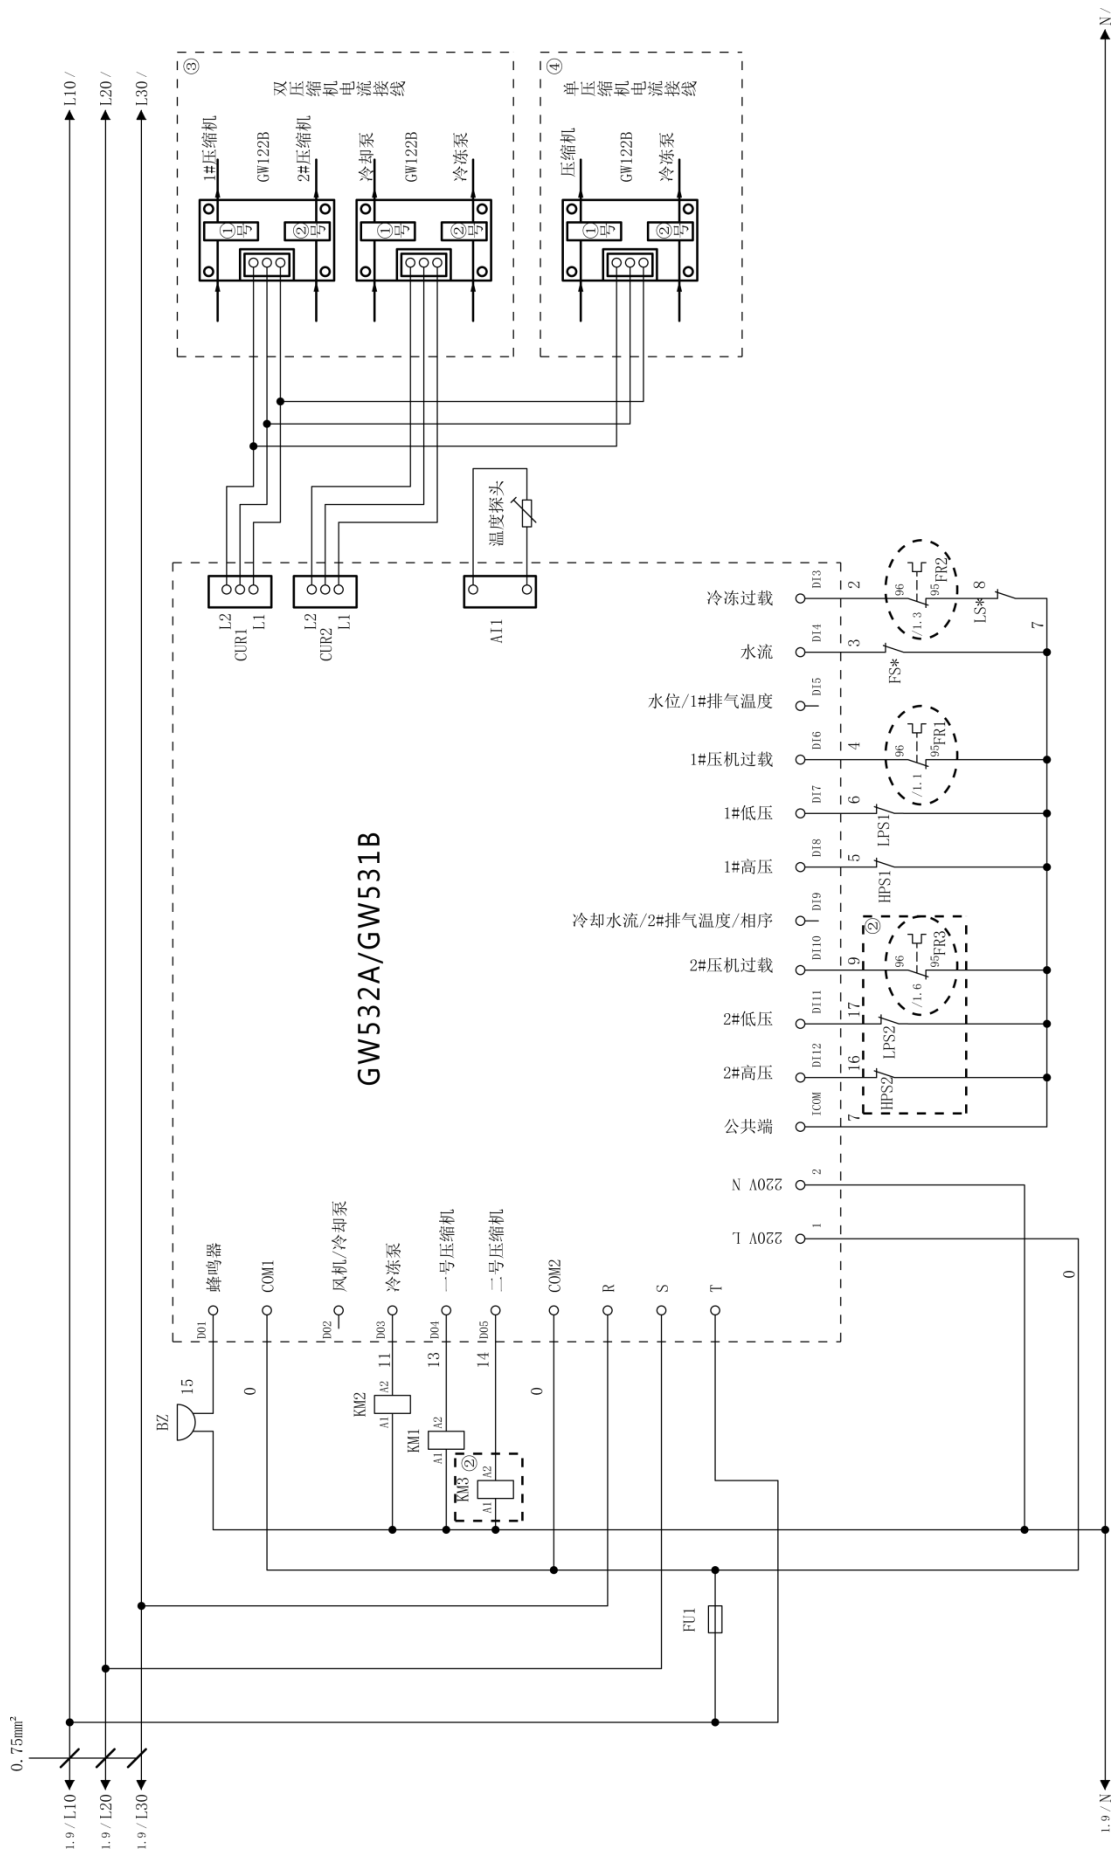 L10 /
L20 /
L30 /
N /
③
双压缩机电流接线
1#压缩机
GW122B
2#压缩机
①号
②号
冷却泵
GW122B
冷冻泵
①号
②号
④
单压缩机电流接线
压缩机
GW122B
冷冻泵
①号
②号
L2
CUR1
L1
L2
CUR2
L1
AI1
温度探头
GW532A/GW531B
冷冻过载
DI3
2
96
95
FR2
/1.3
LS*
8
7
水流
DI4
3
FS*
水位/1#排气温度
DI5
1#压机过载
DI6
4
96
95
FR1
/1.1
1#低压
DI7
6
LPS1
1#高压
DI8
5
HPS1
冷却水流/2#排气温度/相序
DI9
②
2#压机过载
DI10
9
96
95
FR3
/1.6
2#低压
DI11
17
LPS2
2#高压
DI12
16
HPS2
公共端
ICOM
7
220V N
2
220V L
1
0
蜂鸣器
DO1
15
BZ
COM1
0
风机/冷却泵
DO2
冷冻泵
DO3
11
KM2
A1
A2
一号压缩机
DO4
13
KM1
A1
A2
二号压缩机
DO5
14
②
KM3
A1
A2
COM2
0
R
S
T
FU1
0.75mm²
1.9 / L10
1.9 / L20
1.9 / L30
1.9 / N